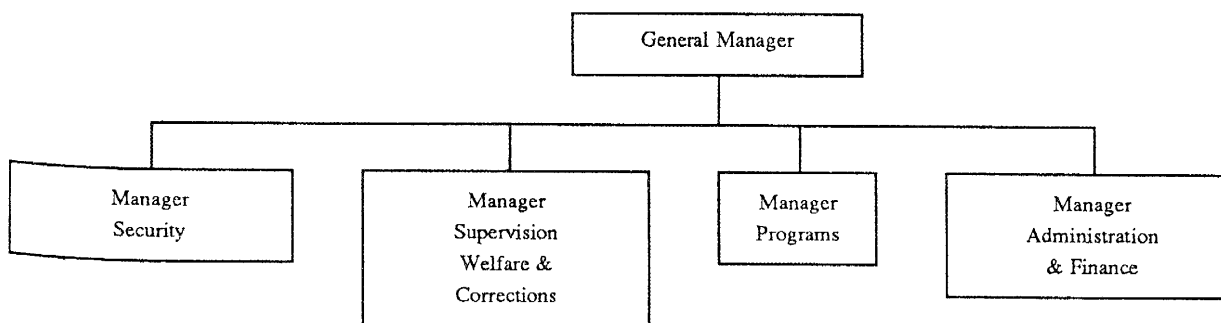 General Manager
Manager
Security
Manager
Supervision
Welfare &
Corrections
Manager
Programs
Manager
Administration
& Finance